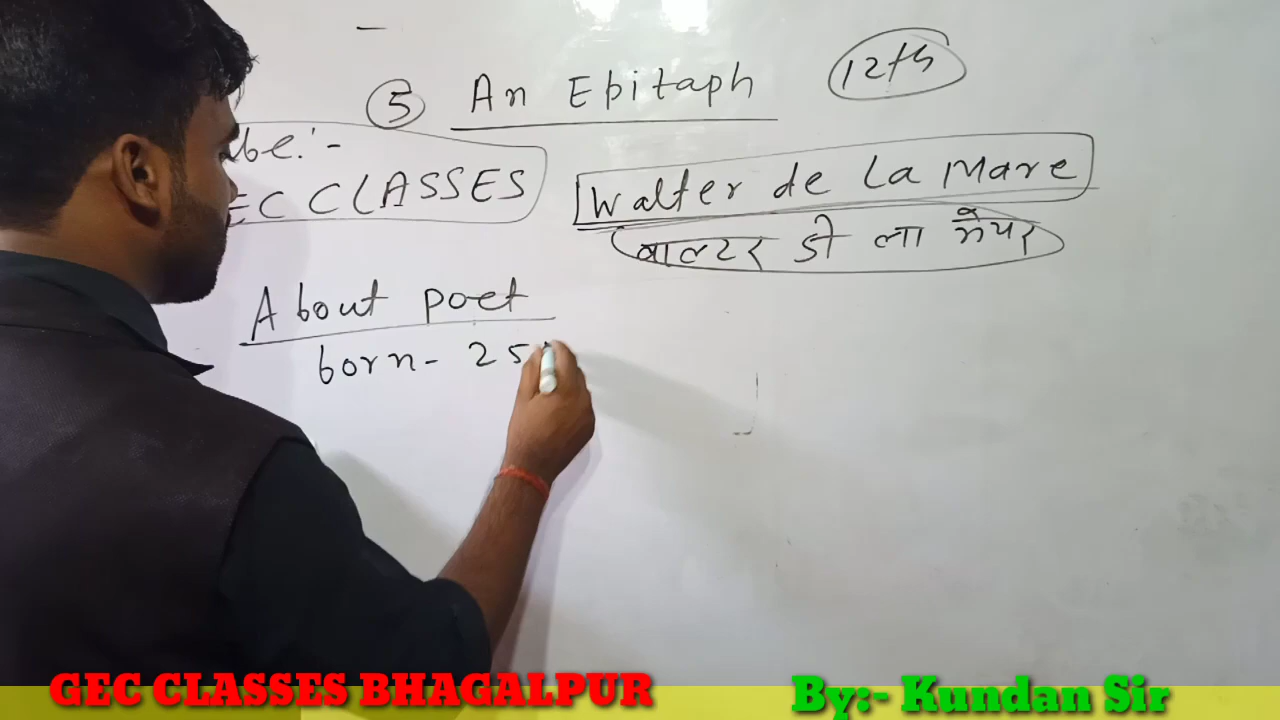 ⑤ An Epitaph 12th
be:-
EC CLASSES
Walter de La Mare
वाल्टर डी ला मेयर
About poet
born- 25
GEC CLASSES BHAGALPUR
By:- Kundan Sir